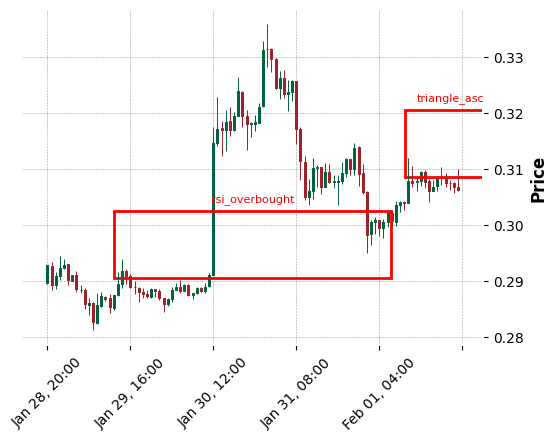 triangle_asc
rsi_overbought
0.33
0.32
0.31
0.30
0.29
0.28
Price
Jan 28, 20:00
Jan 29, 16:00
Jan 30, 12:00
Jan 31, 08:00
Feb 01, 04:00